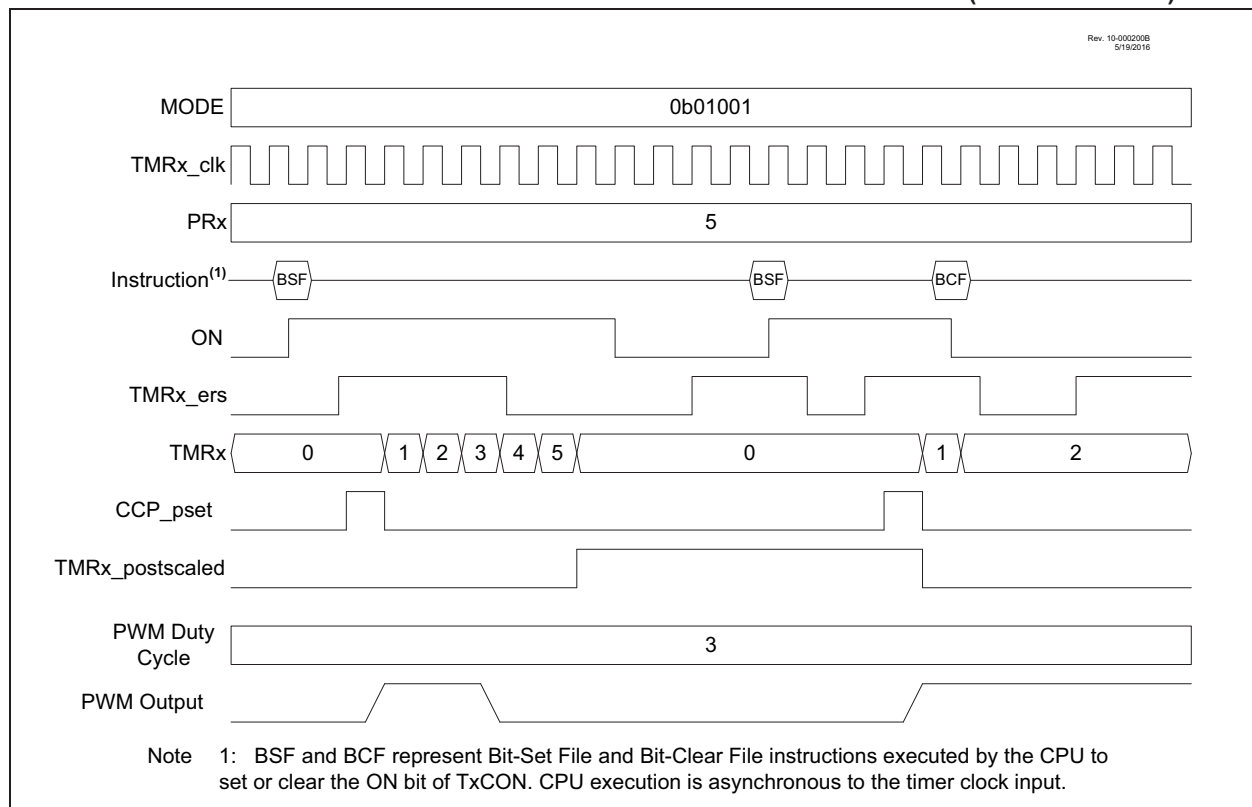 Rev. 10-000200B
5/19/2016
MODE 0b01001
TMRx_clk
PRx 5
Instruction(1) BSF BSF BCF
ON
TMRx_ers
TMRx 0 1 2 3 4 5 0 1 2
CCP_pset
TMRx_postscaled
PWM Duty
Cycle 3
PWM Output
Note 1: BSF and BCF represent Bit-Set File and Bit-Clear File instructions executed by the CPU to
set or clear the ON bit of TxCON. CPU execution is asynchronous to the timer clock input.